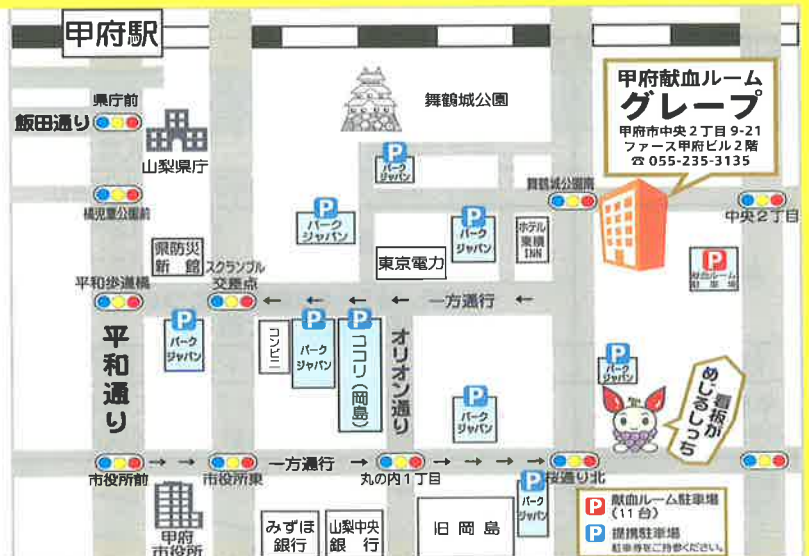 甲府駅
県庁前
飯田通り
山梨県庁
舞鶴城公園
甲府献血ルーム
グレープ
甲府市中央2丁目9-21
ファース甲府ビル2階
☎ 055-235-3135
P
パーク
ジャパン
橘児童公園前
P
パーク
ジャパン
P
パーク
ジャパン
舞鶴城公園南
ホテル
東横
INN
中央2丁目
県防災
新館
東京電力
P
献血ルーム
駐車場
平和歩道橋
スクランブル
交差点
← ← ← ← 一方通行 ←
平和通り
P
パーク
ジャパン
コンビニ
P
パーク
ジャパン
P
ココリ(岡島)
オリオン通り
P
パーク
ジャパン
P
パーク
ジャパン
看板が
めじるしっち
市役所前
→ → →
市役所東
一方通行 →
丸の内1丁目
→ → → →
桜通り北
甲府
市役所
みずほ
銀行
山梨中央
銀行
旧岡島
P
パーク
ジャパン
P 献血ルーム駐車場
(11台)
P 提携駐車場
駐車券をご持参ください。